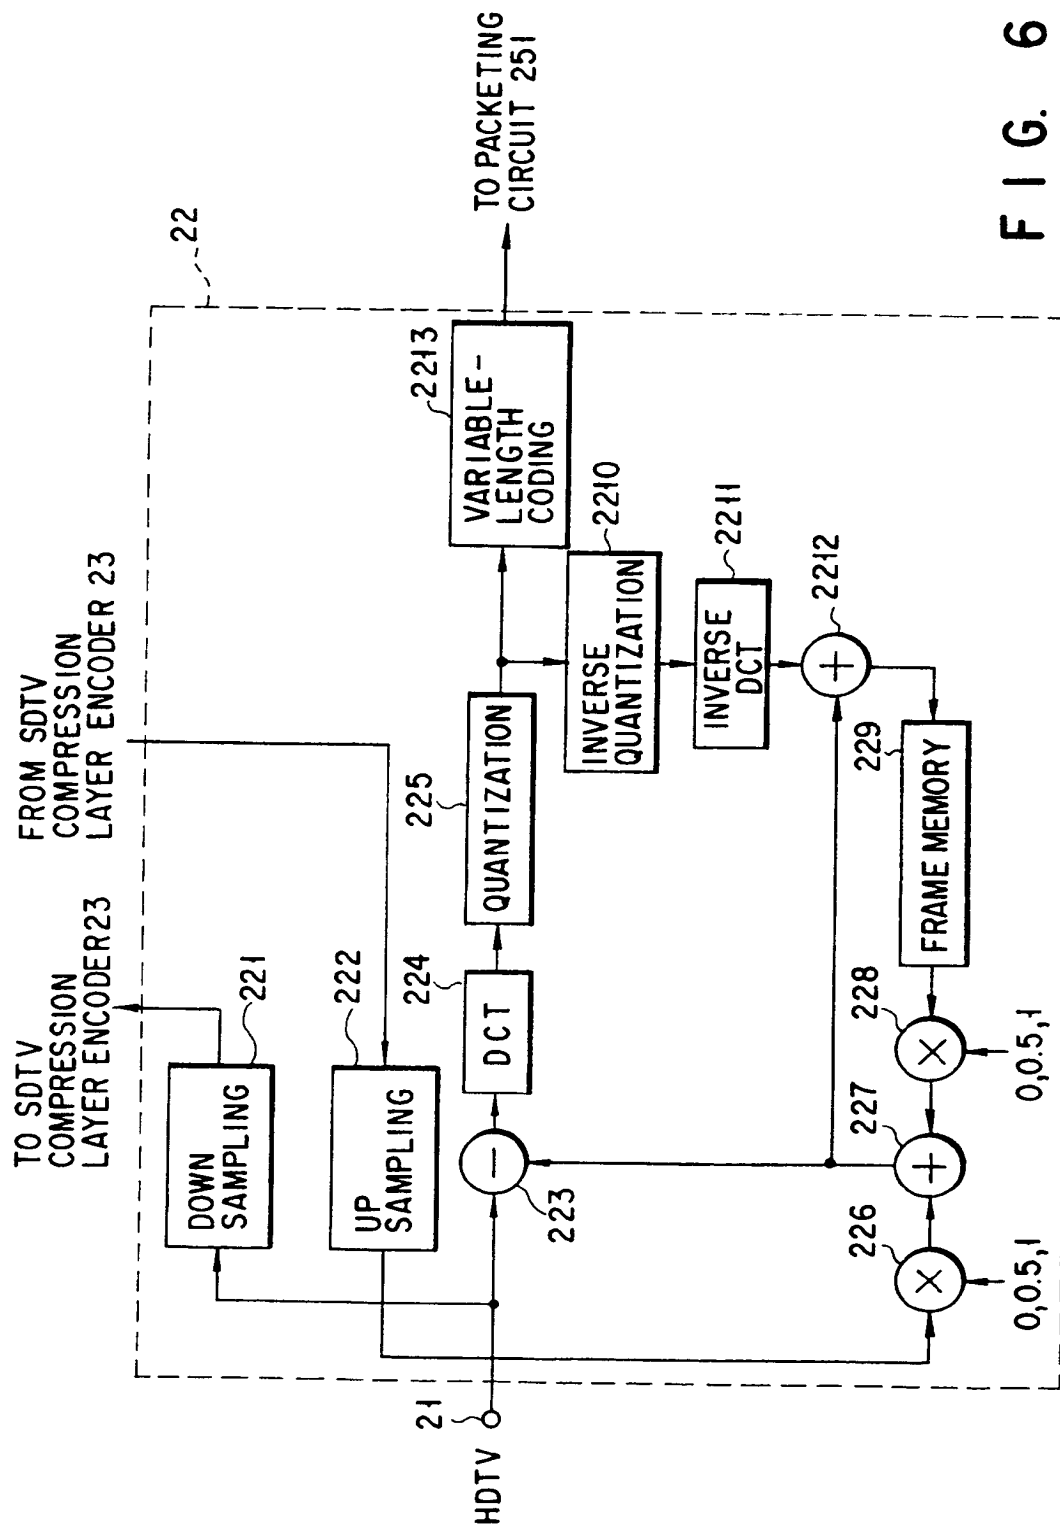 TO SDTV
COMPRESSION
LAYER ENCODER23
FROM SDTV
COMPRESSION
LAYER ENCODER 23
22
DOWN
SAMPLING
221
UP
SAMPLING
222
HDTV
21
223
−
DCT
224
QUANTIZATION
225
VARIABLE-
LENGTH
CODING
2213
TO PACKETING
CIRCUIT 251
INVERSE
QUANTIZATION
2210
INVERSE
DCT
2211
+
2212
×
226
0,0.5,1
+
227
×
228
0,0.5,1
FRAME MEMORY
229
FIG. 6